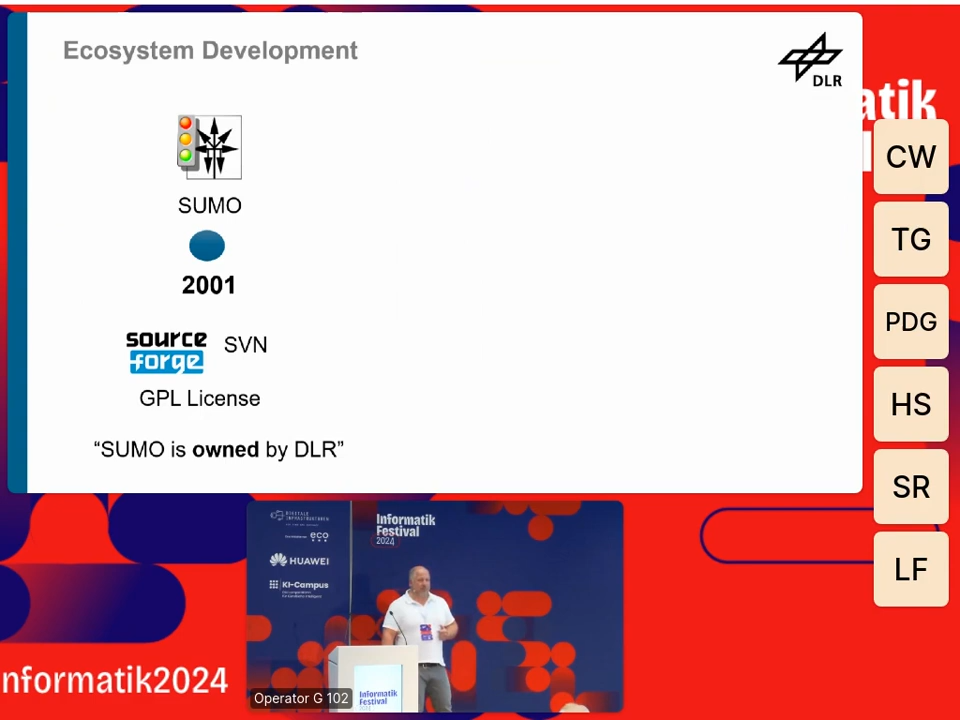 Ecosystem Development
DLR
SUMO
2001
source
forge
SVN
GPL License
“SUMO is owned by DLR”
atik
CW
TG
PDG
HS
SR
LF
eco
HUAWEI
KI-Campus
Informatik
Festival
2024
Informatik
Festival
Operator G 102
nformatik2024